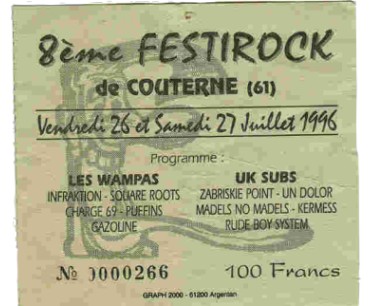 8ème FESTIROCK
de COUTERNE (61)
Vendredi 26 et Samedi 27 Juillet 1996
Programme :
LES WAMPAS
INFRAKTION - SQUARE ROOTS
CHARGE 69 - PUFFINS
GAZOLINE
UK SUBS
ZABRISKIE POINT - UN DOLOR
MADELS NO MADELS - KERMESS
RUDE BOY SYSTEM
№ 0000266
100 Francs
GRAPH 2000 - 61200 Argentan